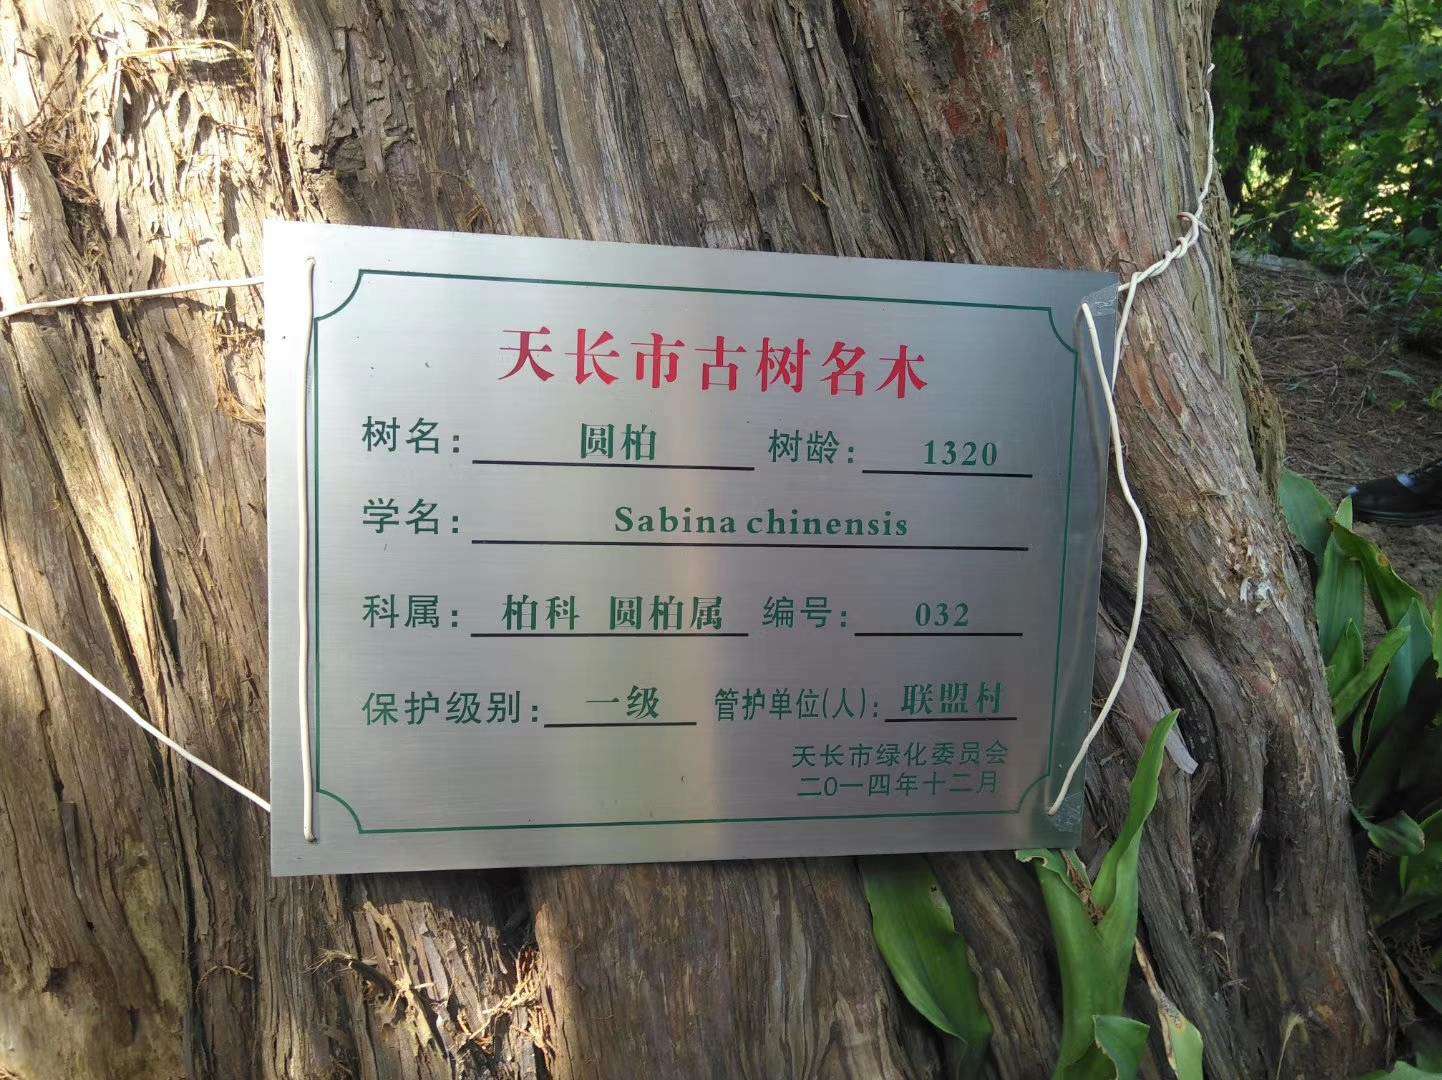 天长市古树名木
树名: 圆柏 树龄: 1320
学名: Sabina chinensis
科属: 柏科 圆柏属 编号: 032
保护级别: 一级 管护单位(人): 联盟村
天长市绿化委员会
二0一四年十二月